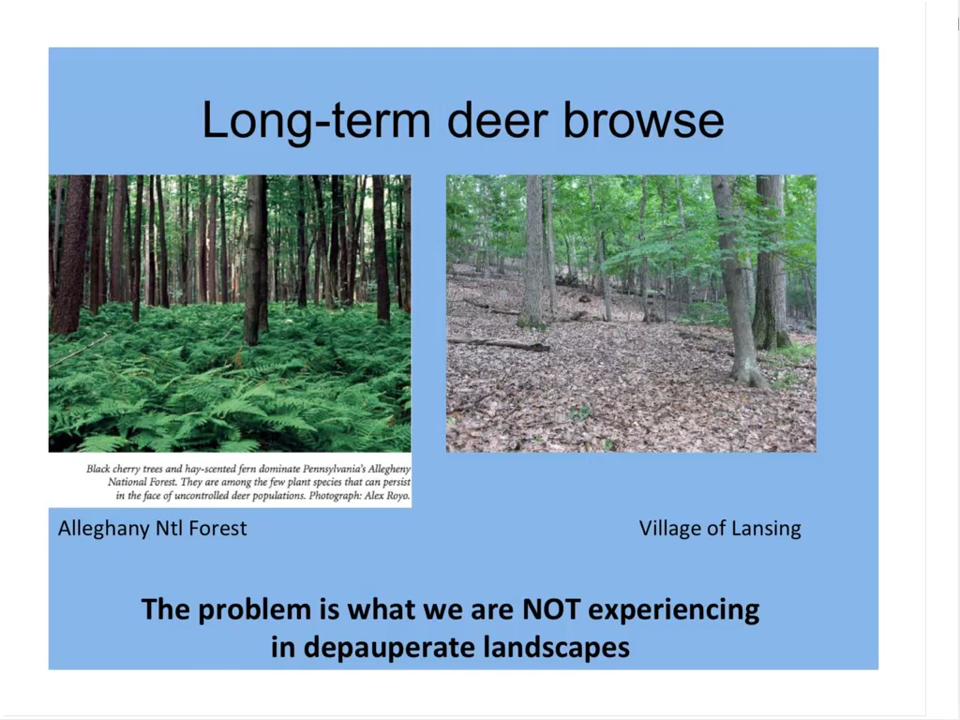 Long-term deer browse
Black cherry trees and hay-scented fern dominate Pennsylvania's Allegheny
National Forest. They are among the few plant species that can persist
in the face of uncontrolled deer populations. Photograph: Alex Royo.
Alleghany Ntl Forest
Village of Lansing
The problem is what we are NOT experiencing
in depauperate landscapes